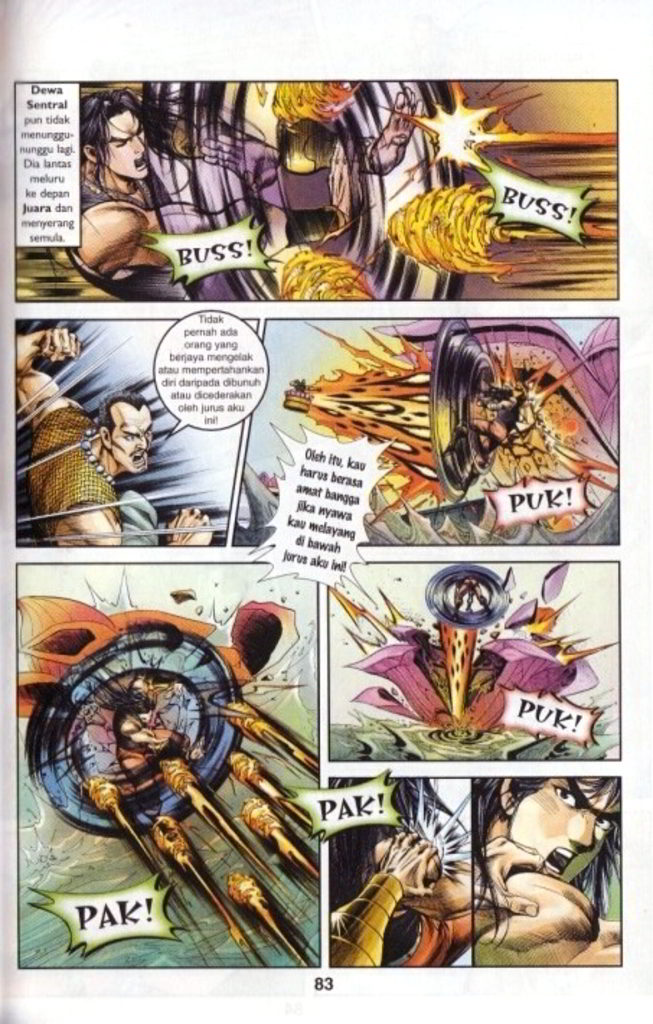 Dewa
Sentral
pun tidak
menunggu-
nunggu lagi.
Dia lantas
meluru
ke depan
Juara dan
menyerang
semula.
BUSS!
BUSS!
Tidak
pernah ada
orang yang
berjaya mengelak
atau mempertahankan
diri daripada dibunuh
atau dicederakan
oleh jurus aku
ini!
Oleh itu, kau
harus berasa
amat bangga
jika nyawa
kau melayang
di bawah
jurus aku ini!
PUK!
PAK!
PUK!
PAK!
83